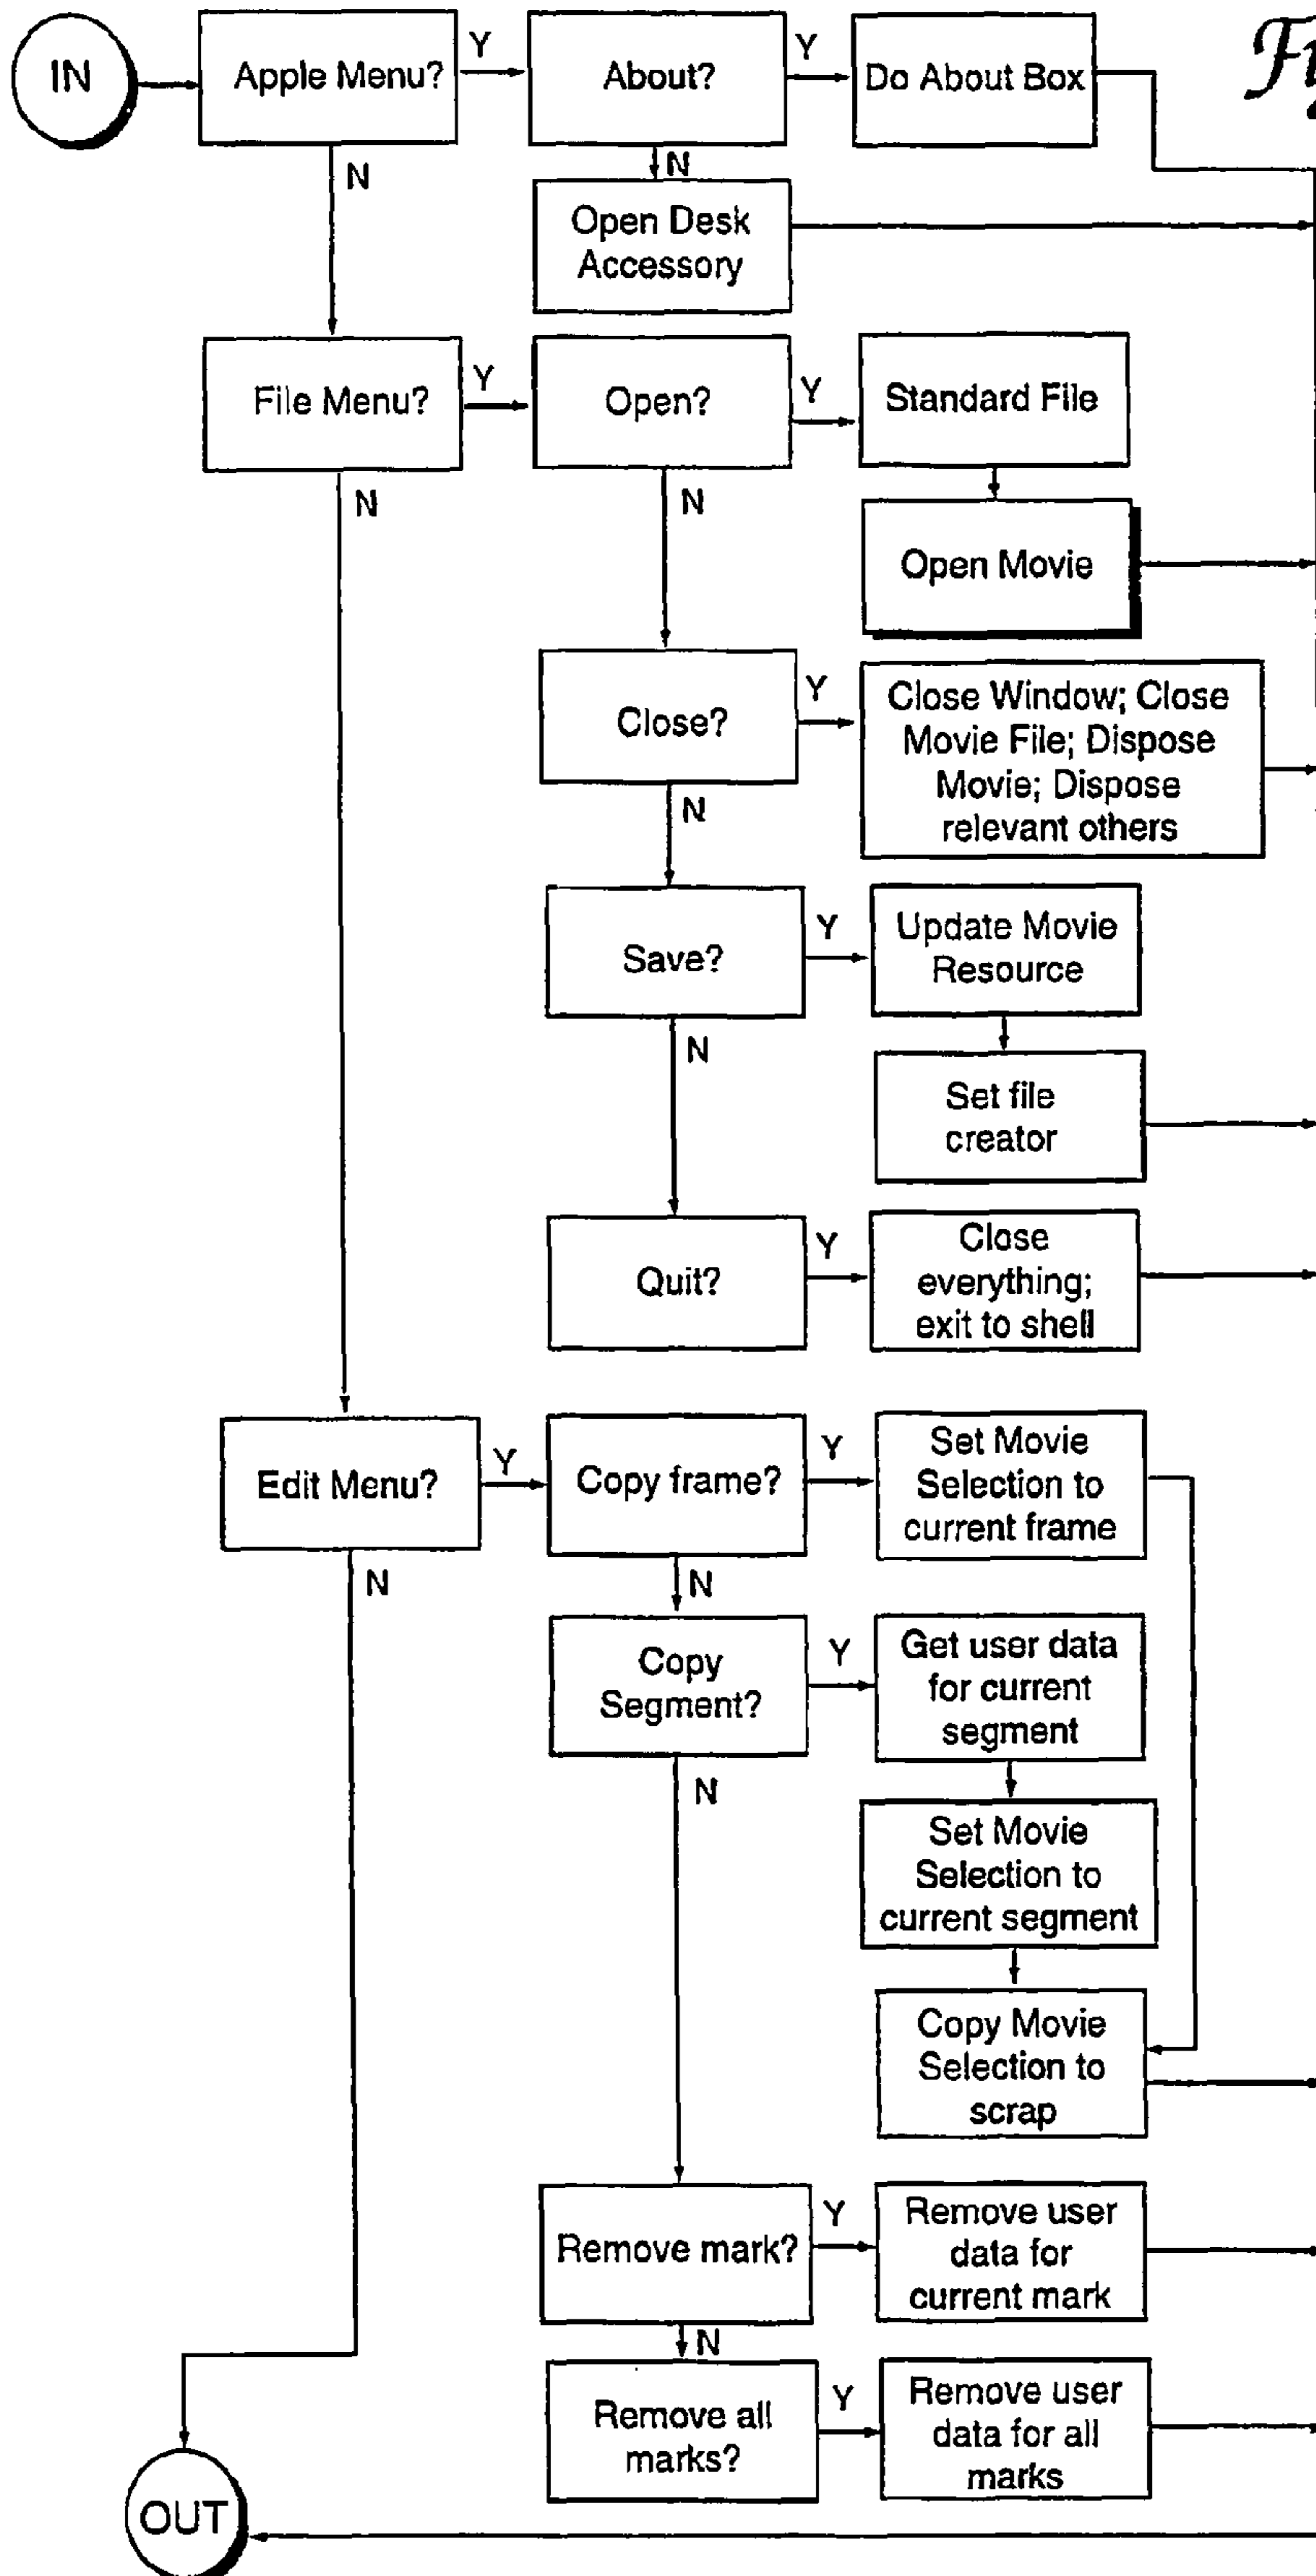 IN
Apple Menu?
Y
About?
Y
Do About Box
N
N
Open Desk
Accessory
File Menu?
Y
Open?
Y
Standard File
N
N
Open Movie
Close?
Y
Close Window; Close
Movie File; Dispose
Movie; Dispose
relevant others
N
Save?
Y
Update Movie
Resource
N
Set file
creator
Quit?
Y
Close
everything;
exit to shell
Edit Menu?
Y
Copy frame?
Y
Set Movie
Selection to
current frame
N
N
Copy
Segment?
Y
Get user data
for current
segment
N
Set Movie
Selection to
current segment
Copy Movie
Selection to
scrap
Remove mark?
Y
Remove user
data for
current mark
N
Remove all
marks?
Y
Remove user
data for all
marks
OUT